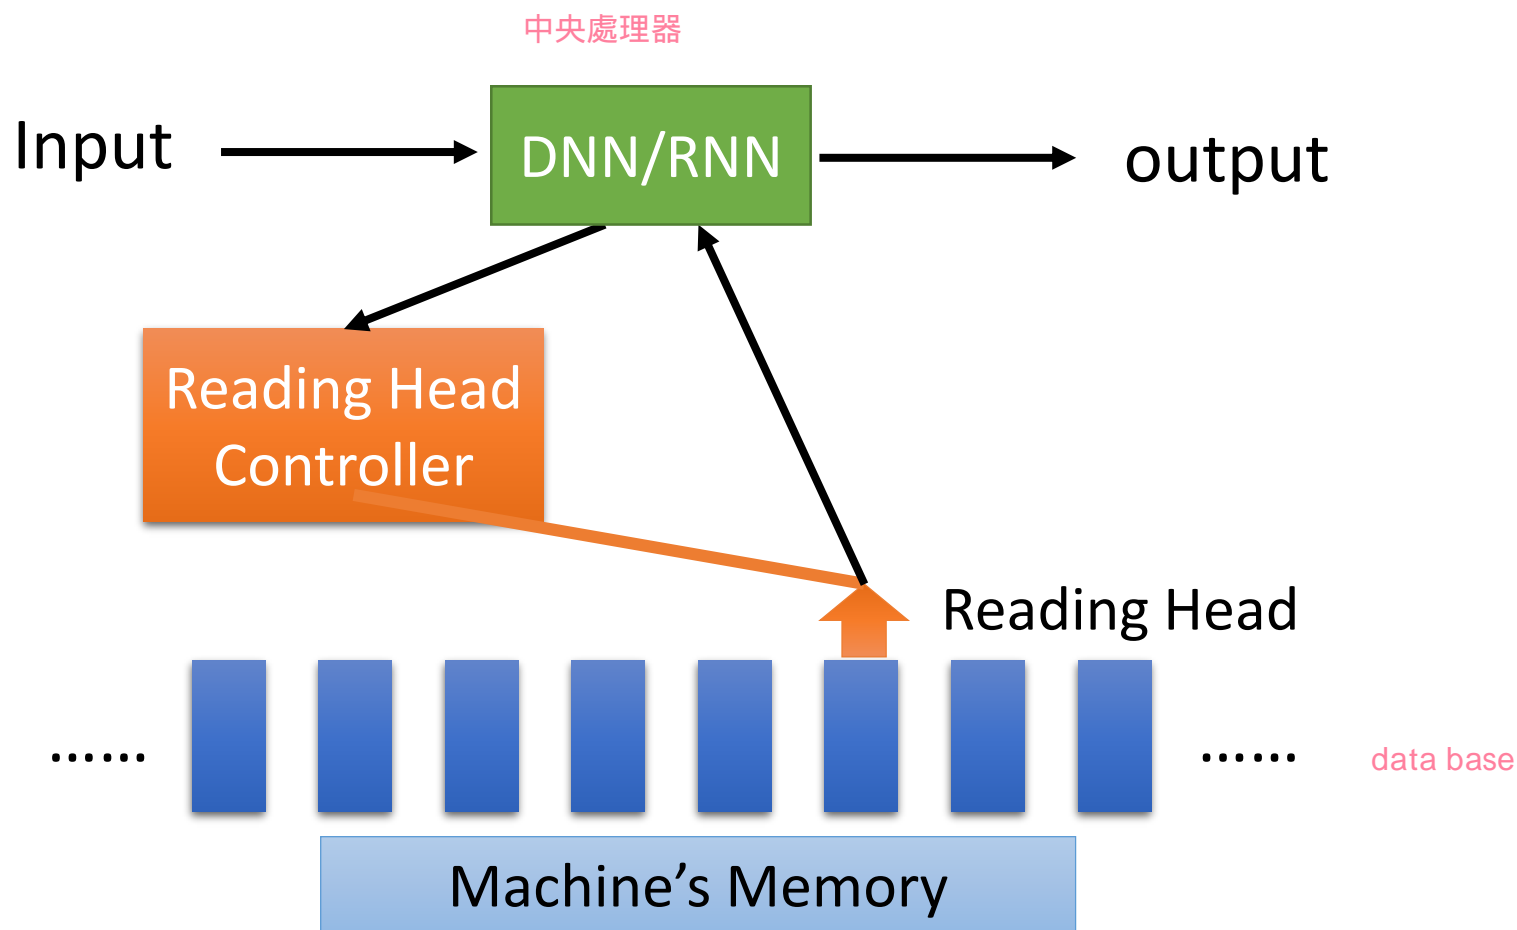 中央處理器
Input
DNN/RNN
output
Reading Head
Controller
Reading Head
......
......
data base
Machine’s Memory